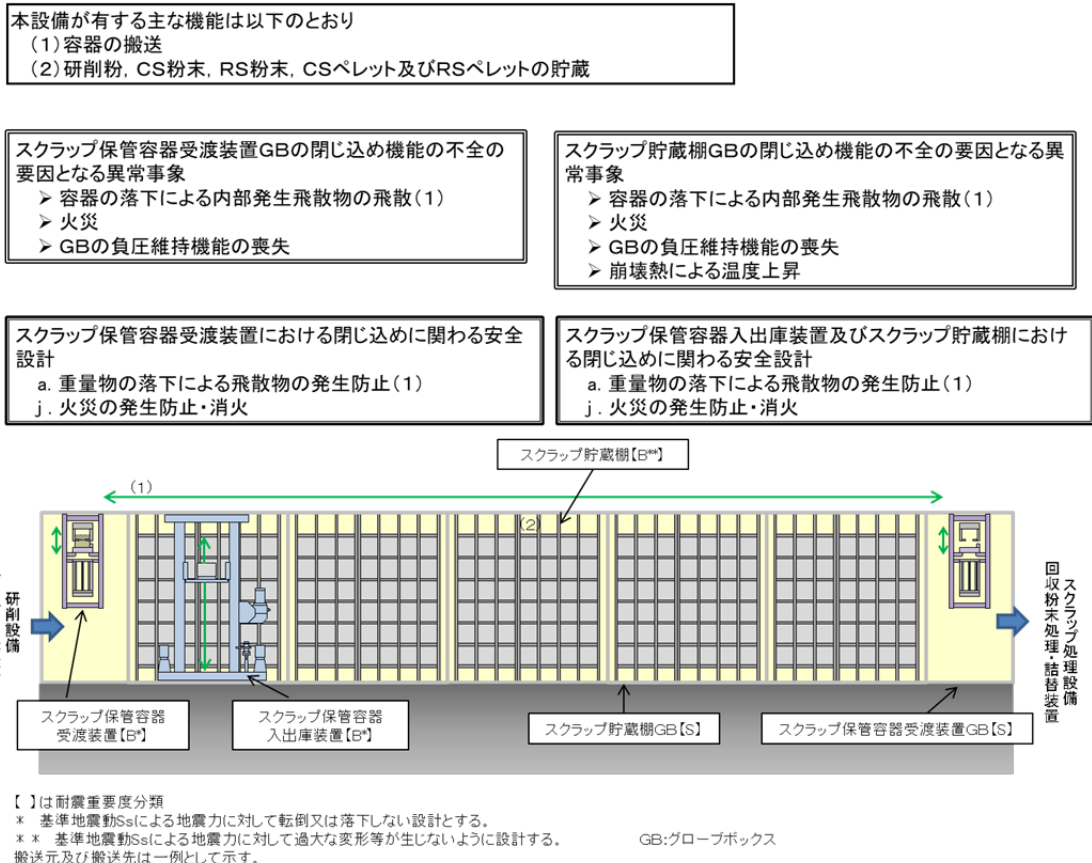 本設備が有する主な機能は以下のとおり
(1)容器の搬送
(2)研削粉，CS粉末，RS粉末，CSペレット及びRSペレットの貯蔵
スクラップ保管容器受渡装置GBの閉じ込め機能の不全の
要因となる異常事象
➢ 容器の落下による内部発生飛散物の飛散(1)
➢ 火災
➢ GBの負圧維持機能の喪失
スクラップ貯蔵棚GBの閉じ込め機能の不全の要因となる異
常事象
➢ 容器の落下による内部発生飛散物の飛散(1)
➢ 火災
➢ GBの負圧維持機能の喪失
➢ 崩壊熱による温度上昇
スクラップ保管容器受渡装置における閉じ込めに関わる安全
設計
a. 重量物の落下による飛散物の発生防止(1)
j. 火災の発生防止・消火
スクラップ保管容器入出庫装置及びスクラップ貯蔵棚におけ
る閉じ込めに関わる安全設計
a. 重量物の落下による飛散物の発生防止(1)
j. 火災の発生防止・消火
スクラップ貯蔵棚【B**】
(1)
(2)
研削設備
スクラップ処理設備
回収粉末処理・詰替装置
スクラップ保管容器
受渡装置【B*】
スクラップ保管容器
入出庫装置【B*】
スクラップ貯蔵棚GB【S】
スクラップ保管容器受渡装置GB【S】
【 】は耐震重要度分類
* 基準地震動Ssによる地震力に対して転倒又は落下しない設計とする。
** 基準地震動Ssによる地震力に対して過大な変形等が生じないように設計する。
GB:グローブボックス
搬送元及び搬送先は一例として示す。